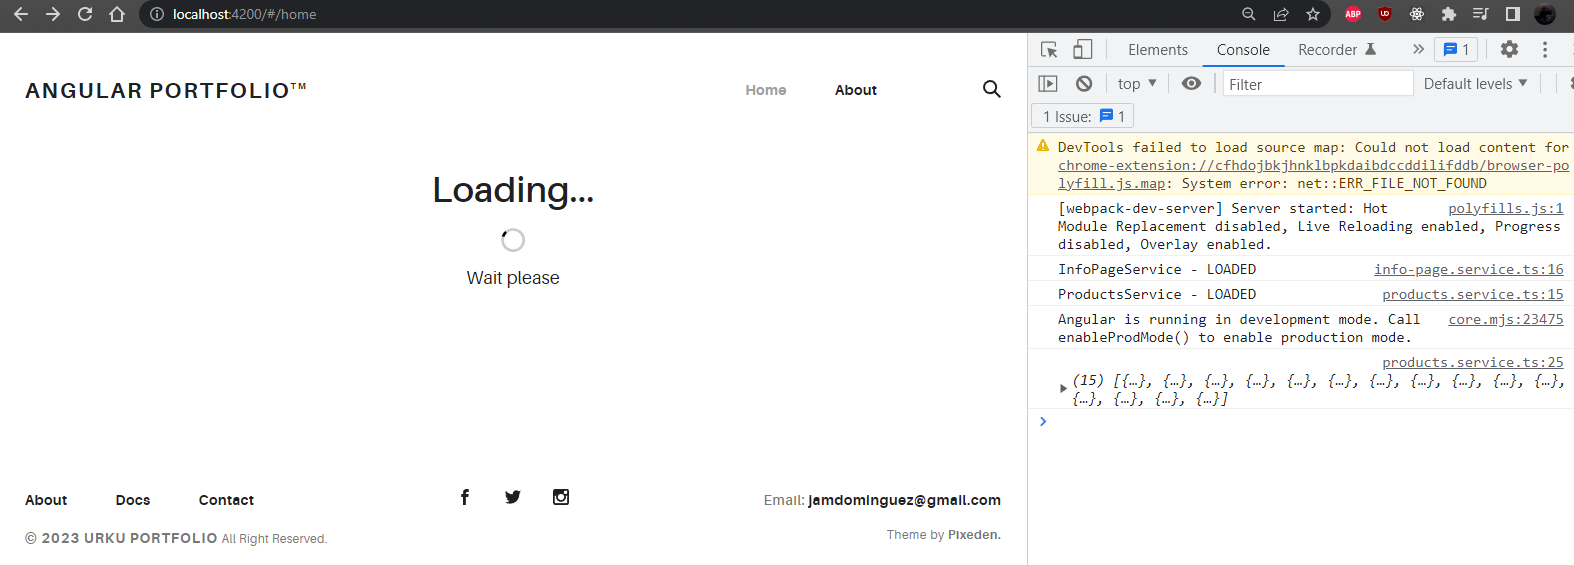 localhost:4200/#/home
ABP
UD
ANGULAR PORTFOLIO™
Home
About
Loading...
Wait please
About
Docs
Contact
Email: jamdominguez@gmail.com
© 2023 URKU PORTFOLIO All Right Reserved.
Theme by Pixeden.
Elements
Console
Recorder
1
top
Filter
Default levels
1 Issue: 1
DevTools failed to load source map: Could not load content for
chrome-extension://cfhdojbkjhnklbpkdaibdccddilifddb/browser-po
lyfill.js.map: System error: net::ERR_FILE_NOT_FOUND
[webpack-dev-server] Server started: Hot polyfills.js:1
Module Replacement disabled, Live Reloading enabled, Progress
disabled, Overlay enabled.
InfoPageService - LOADED info-page.service.ts:16
ProductsService - LOADED products.service.ts:15
Angular is running in development mode. Call core.mjs:23475
enableProdMode() to enable production mode.
products.service.ts:25
(15) [{…}, {…}, {…}, {…}, {…}, {…}, {…}, {…}, {…}, {…}, {…},
{…}, {…}, {…}, {…}]